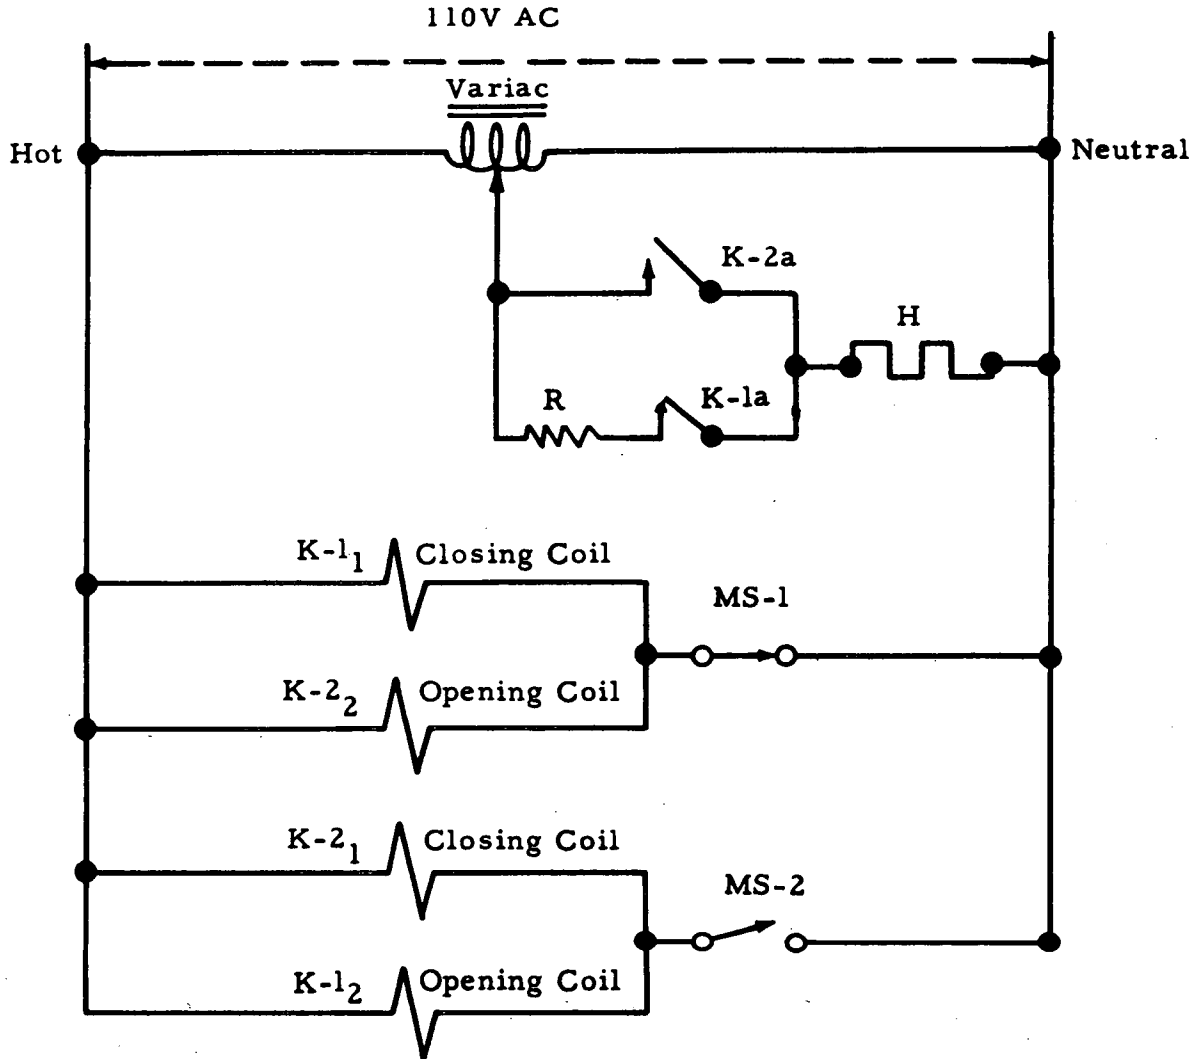 110V AC
Variac
Hot
Neutral
K-2a
H
R
K-1a
K-1₁ Closing Coil
MS-1
K-2₂ Opening Coil
K-2₁ Closing Coil
MS-2
K-1₂ Opening Coil